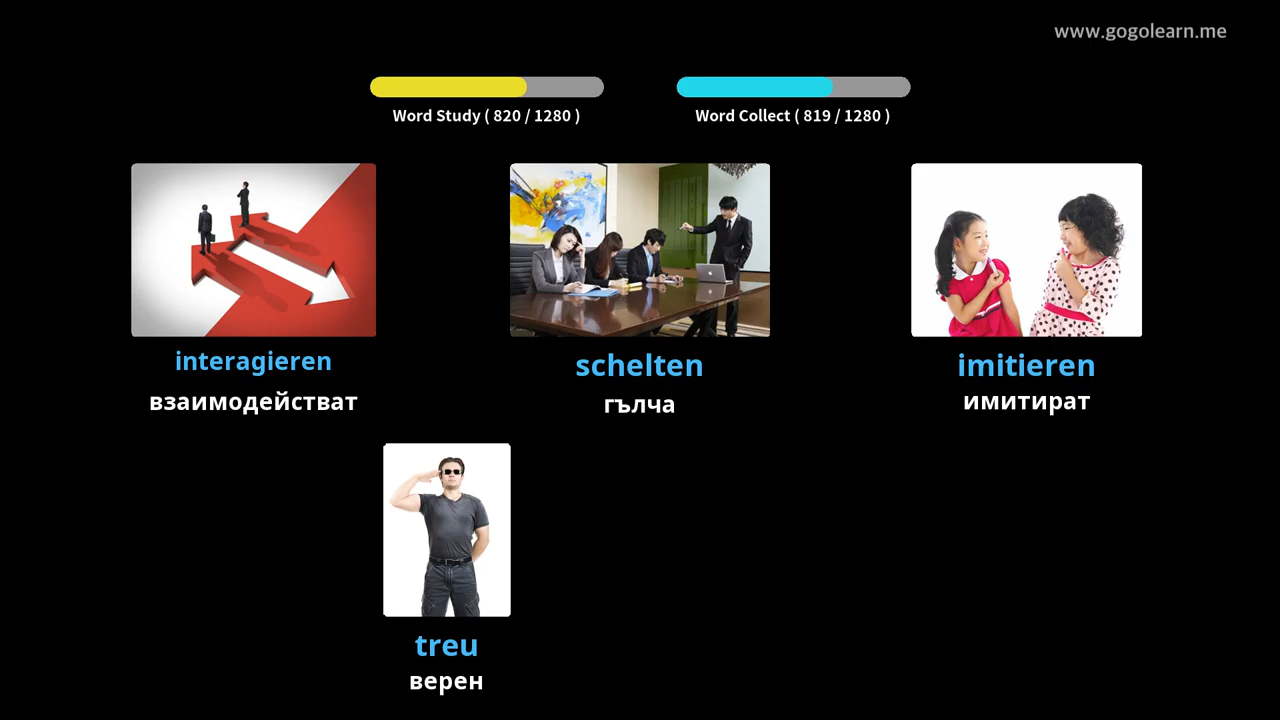 www.gogolearn.me
Word Study ( 820 / 1280 )
Word Collect ( 819 / 1280 )
interagieren
взаимодействат
schelten
гълча
imitieren
имитират
treu
верен